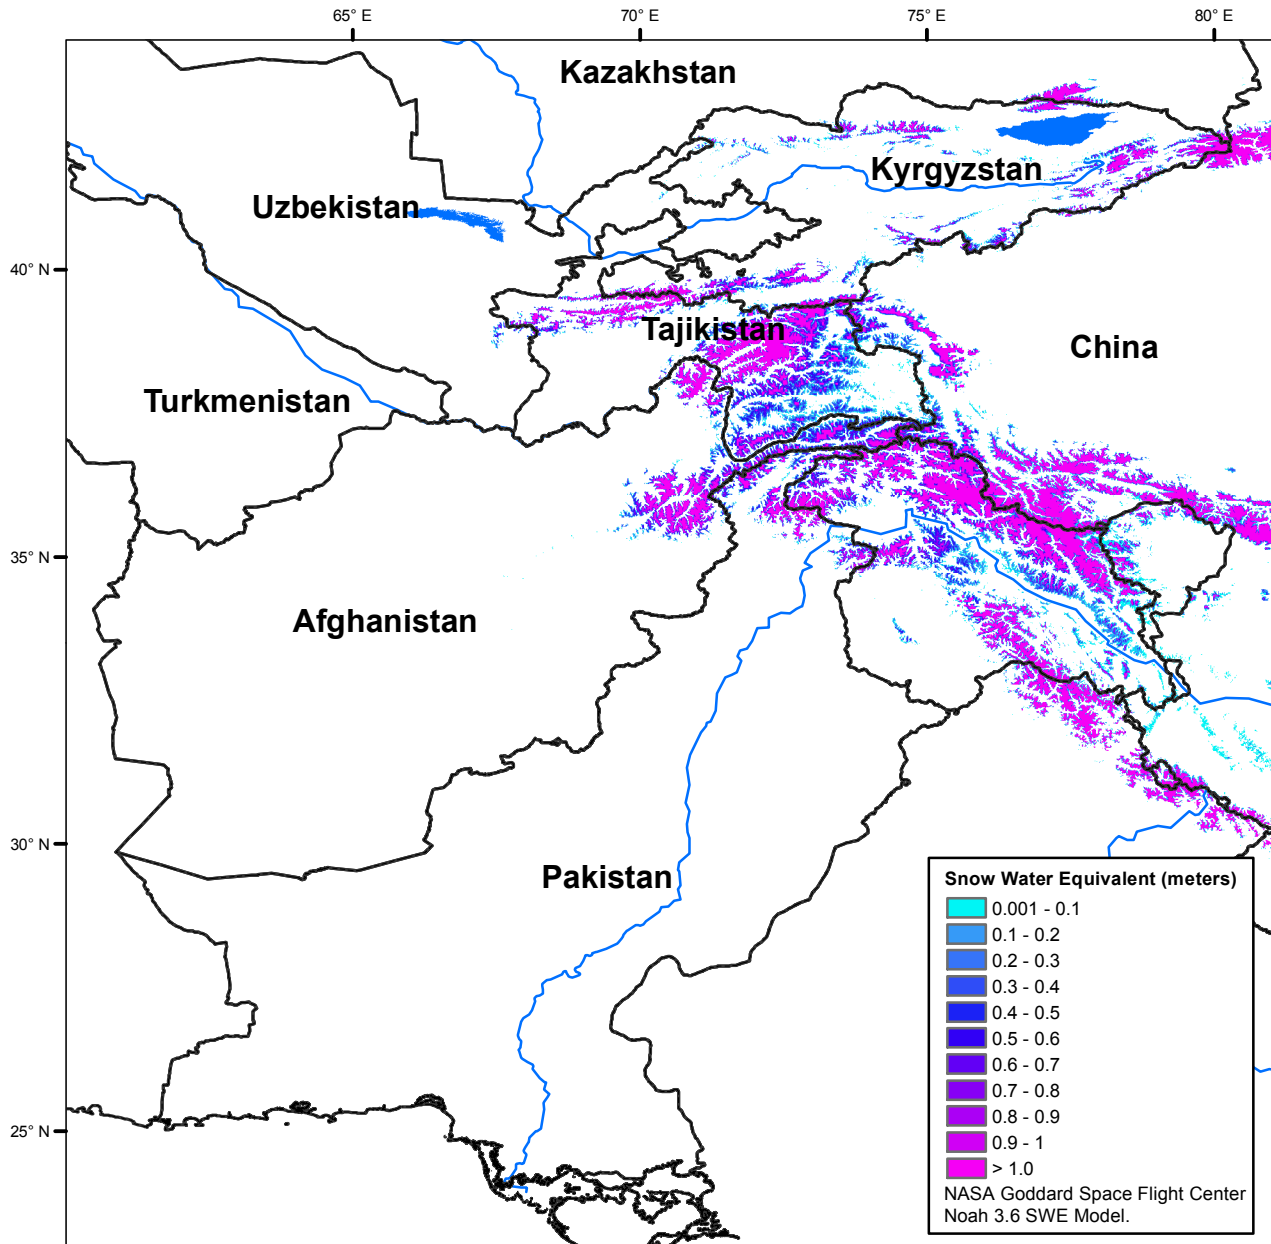 65° E
70° E
75° E
80° E
Kazakhstan
Kyrgyzstan
Uzbekistan
40° N
Tajikistan
China
Turkmenistan
35° N
Afghanistan
30° N
Pakistan
25° N
Snow Water Equivalent (meters)
0.001 - 0.1
0.1 - 0.2
0.2 - 0.3
0.3 - 0.4
0.4 - 0.5
0.5 - 0.6
0.6 - 0.7
0.7 - 0.8
0.8 - 0.9
0.9 - 1
> 1.0
NASA Goddard Space Flight Center
Noah 3.6 SWE Model.